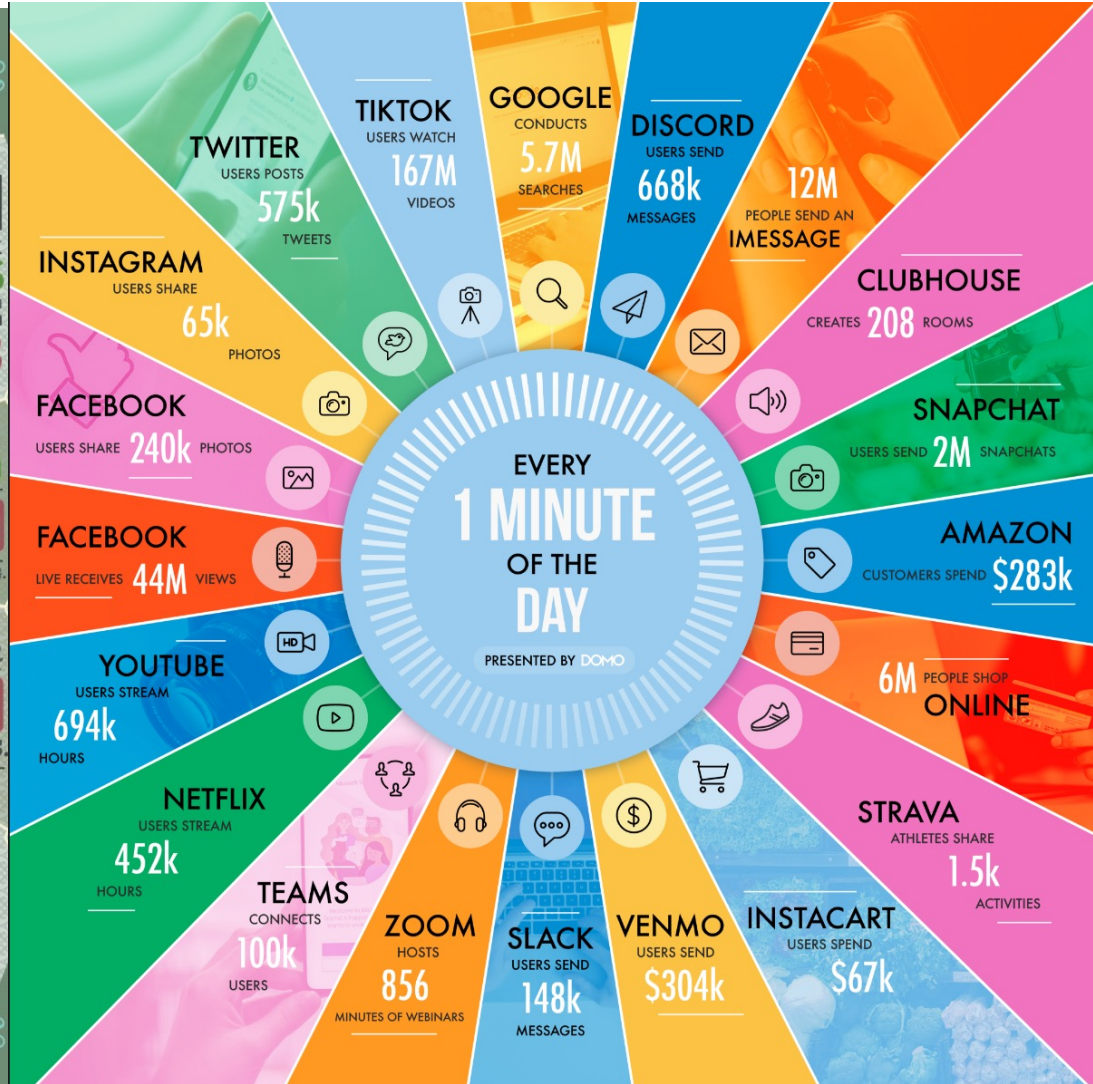 EVERY
1 MINUTE
OF THE
DAY
PRESENTED BY DOMO
GOOGLE
CONDUCTS
5.7M
SEARCHES
DISCORD
USERS SEND
668k
MESSAGES
12M
PEOPLE SEND AN
IMESSAGE
CLUBHOUSE
CREATES 208 ROOMS
SNAPCHAT
USERS SEND 2M SNAPCHATS
AMAZON
CUSTOMERS SPEND $283k
6M PEOPLE SHOP
ONLINE
STRAVA
ATHLETES SHARE
1.5k
ACTIVITIES
INSTACART
USERS SPEND
$67k
VENMO
USERS SEND
$304k
SLACK
USERS SEND
148k
MESSAGES
ZOOM
HOSTS
856
MINUTES OF WEBINARS
TEAMS
CONNECTS
100k
USERS
NETFLIX
USERS STREAM
452k
HOURS
YOUTUBE
USERS STREAM
694k
HOURS
HD
FACEBOOK
LIVE RECEIVES 44M VIEWS
FACEBOOK
USERS SHARE 240k PHOTOS
INSTAGRAM
USERS SHARE
65k
PHOTOS
TWITTER
USERS POSTS
575k
TWEETS
TIKTOK
USERS WATCH
167M
VIDEOS